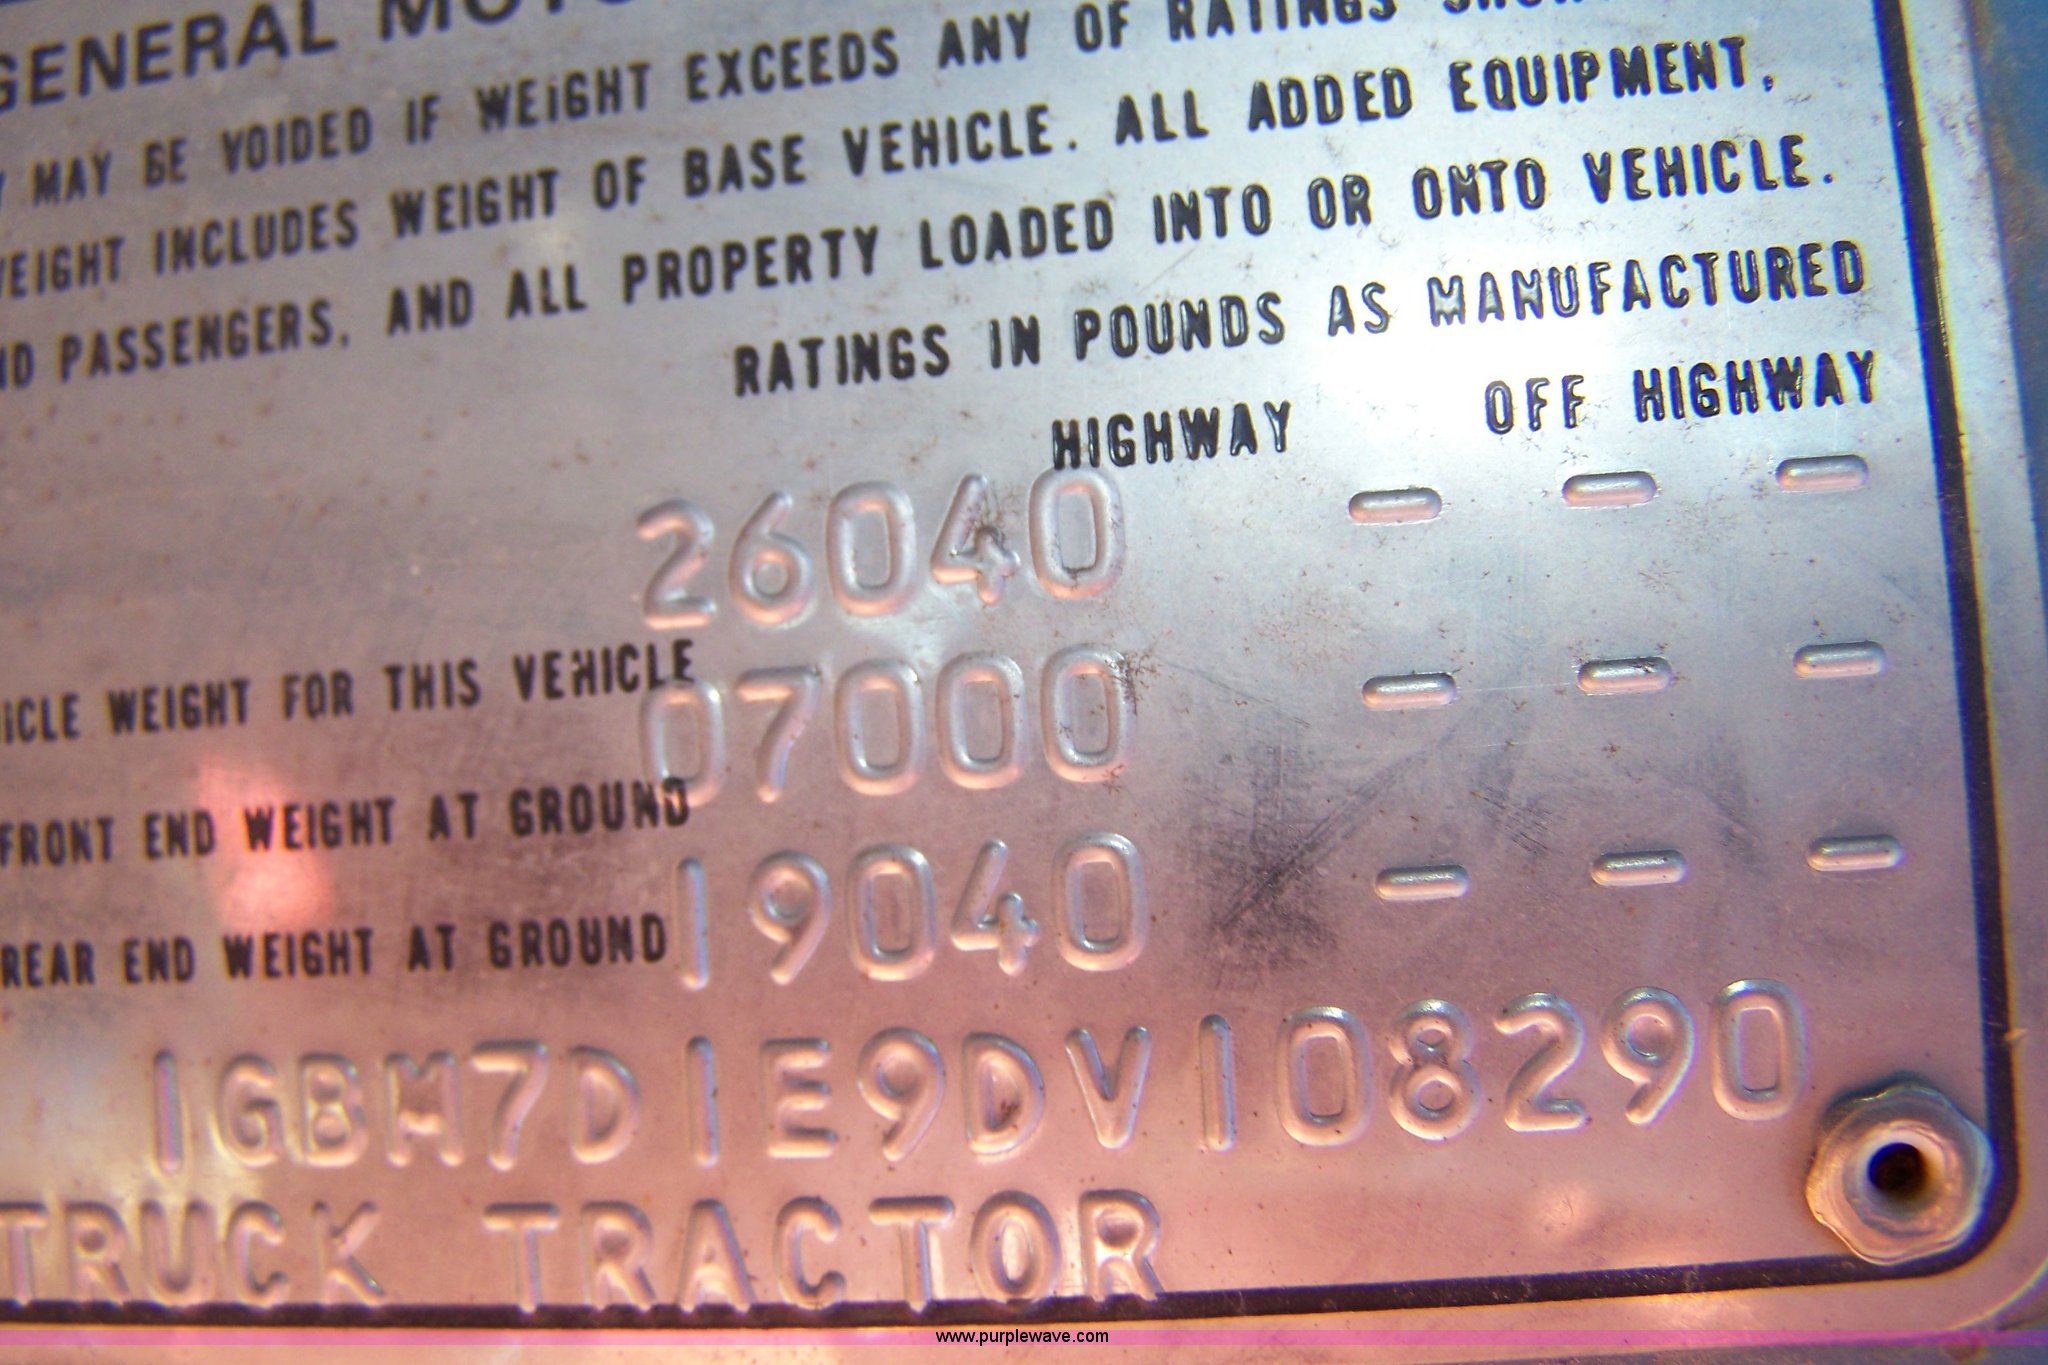 GENERAL MOTO
MAY BE VOIDED IF WEIGHT EXCEEDS ANY OF RATINGS
WEIGHT INCLUDES WEIGHT OF BASE VEHICLE. ALL ADDED EQUIPMENT,
ND PASSENGERS, AND ALL PROPERTY LOADED INTO OR ONTO VEHICLE.
RATINGS IN POUNDS AS MANUFACTURED
HIGHWAY OFF HIGHWAY
26040 - - -
ICLE WEIGHT FOR THIS VEHICLE
07000 - - -
FRONT END WEIGHT AT GROUND
19040 - - -
REAR END WEIGHT AT GROUND
1GBM7D1E9DV108290
TRUCK TRACTOR
www.purplewave.com